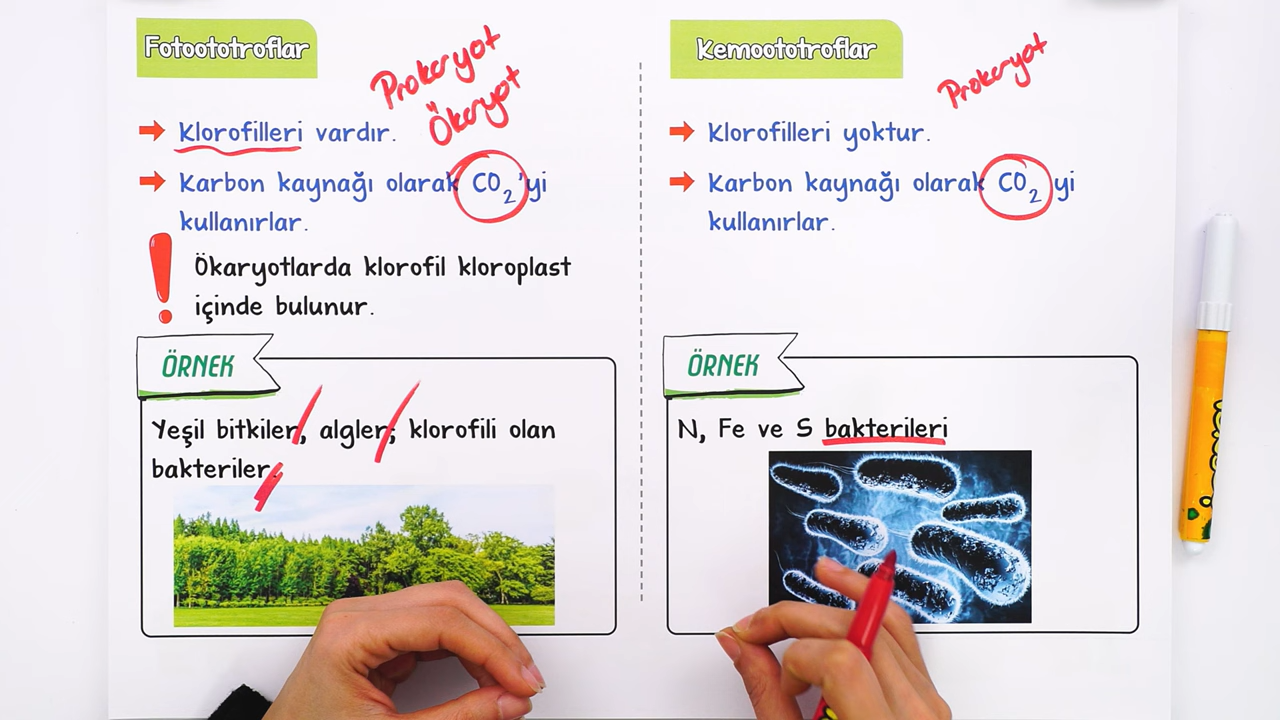 Fotoototroflar
Prokaryot
Ökaryot
Klorofilleri vardır.
Karbon kaynağı olarak CO2'yi
kullanırlar.
Ökaryotlarda klorofil kloroplast
içinde bulunur.
ÖRNEK
Yeşil bitkiler, algler; klorofili olan
bakteriler.
Kemoototroflar
Prokaryot
Klorofilleri yoktur.
Karbon kaynağı olarak CO2 yi
kullanırlar.
ÖRNEK
N, Fe ve S bakterileri